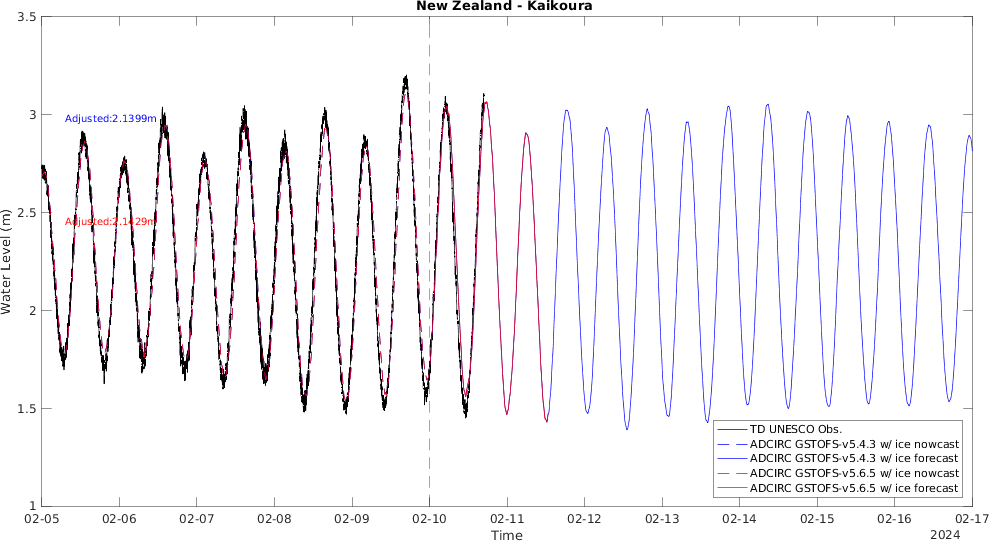 New Zealand - Kaikoura
3.5
3
2.5
2
1.5
1
Water Level (m)
Adjusted:2.1399m
Adjusted:2.1429m
TD UNESCO Obs.
ADCIRC GSTOFS-v5.4.3 w/ ice nowcast
ADCIRC GSTOFS-v5.4.3 w/ ice forecast
ADCIRC GSTOFS-v5.6.5 w/ ice nowcast
ADCIRC GSTOFS-v5.6.5 w/ ice forecast
02-05 02-06 02-07 02-08 02-09 02-10 02-11 02-12 02-13 02-14 02-15 02-16 02-17
Time
2024